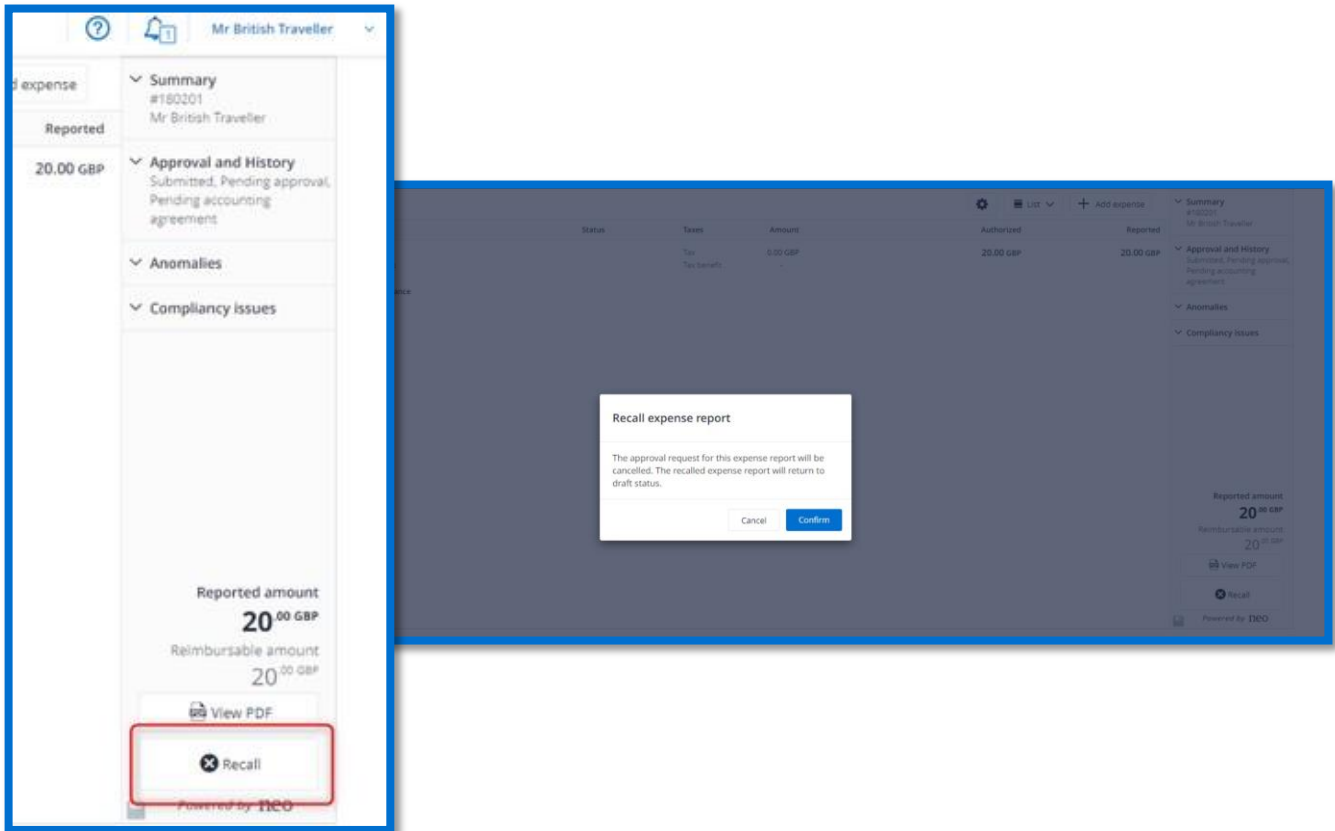 1
Mr British Traveller
expense
Summary
#180201
Mr British Traveller
Reported
20.00 GBP
Approval and History
Submitted, Pending approval,
Pending accounting
agreement
Anomalies
Compliancy issues
Reported amount
20.00 GBP
Reimbursable amount
20.00 GBP
View PDF
Recall
Powered by neo
List
Add expense
Status
Taxes
Amount
Authorized
Reported
Tax
0.00 GBP
20.00 GBP
20.00 GBP
Tax benefit
-
Summary
#180201
Mr British Traveller
Approval and History
Submitted, Pending approval,
Pending accounting
agreement
Anomalies
Compliancy issues
Recall expense report
The approval request for this expense report will be
cancelled. The recalled expense report will return to
draft status.
Cancel
Confirm
Reported amount
20.00 GBP
Reimbursable amount
20.00 GBP
View PDF
Recall
Powered by neo